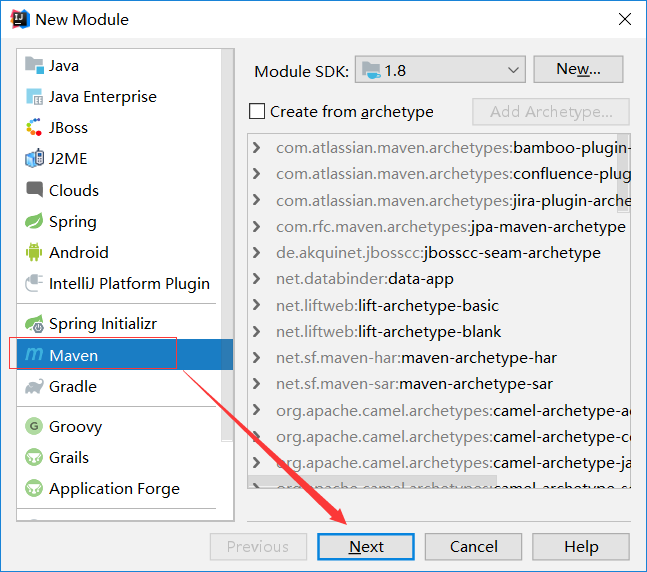 New Module
Java
Java Enterprise
JBoss
J2ME
Clouds
Spring
Android
IntelliJ Platform Plugin
Spring Initializr
Maven
Gradle
Groovy
Grails
Application Forge
Module SDK: 1.8 New...
Create from archetype Add Archetype...
com.atlassian.maven.archetypes:bamboo-plugin-
com.atlassian.maven.archetypes:confluence-plug
com.atlassian.maven.archetypes:jira-plugin-arche
com.rfc.maven.archetypes:jpa-maven-archetype
de.akquinet.jbosscc:jbosscc-seam-archetype
net.databinder:data-app
net.liftweb:lift-archetype-basic
net.liftweb:lift-archetype-blank
net.sf.maven-har:maven-archetype-har
net.sf.maven-sar:maven-archetype-sar
org.apache.camel.archetypes:camel-archetype-a
org.apache.camel.archetypes:camel-archetype-c
org.apache.camel.archetypes:camel-archetype-ja
org.apache.camel.archetypes:camel-archetype-s
Previous Next Cancel Help